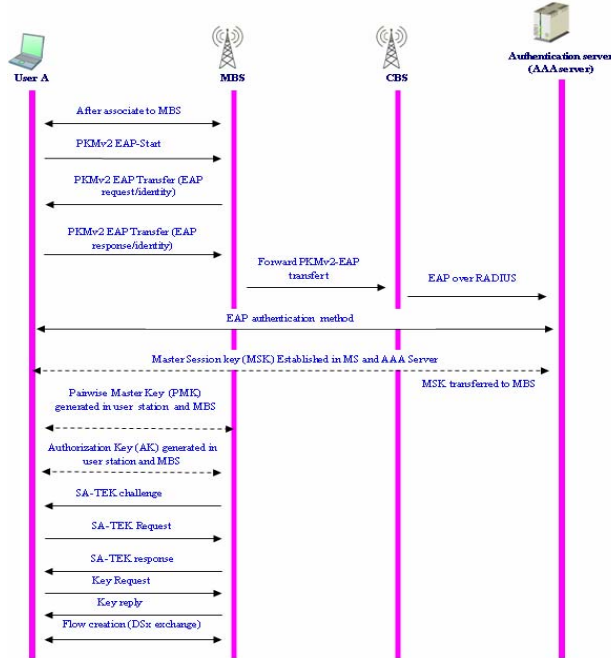 User A
MBS
CBS
Authentication server
(AAA server)
After associate to MBS
PKMv2 EAP-Start
PKMv2 EAP Transfer (EAP
request/identity)
PKMv2 EAP Transfer (EAP
response/identity)
Forward PKMv2-EAP
transfert
EAP over RADIUS
EAP authentication method
Master Session key (MSK) Established in MS and AAA Server
MSK transferred to MBS
Pairwise Master Key (PMK)
generated in user station and MBS
Authorization Key (AK) generated in
user station and MBS
SA-TEK challenge
SA-TEK Request
SA-TEK response
Key Request
Key reply
Flow creation (DSx exchange)